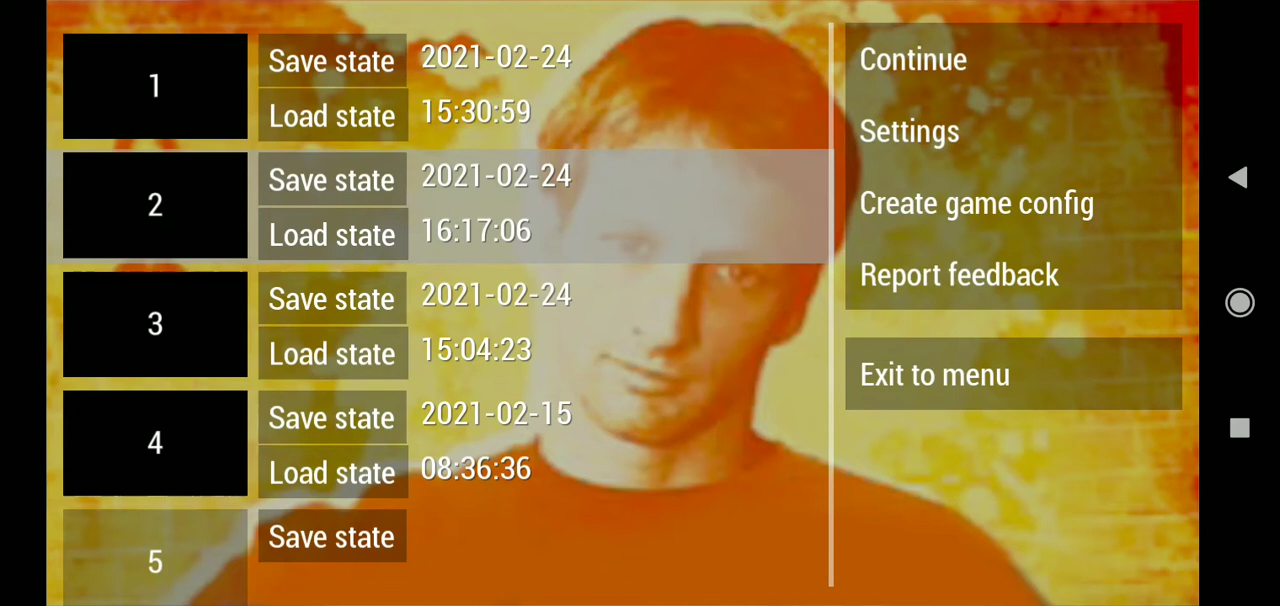 1
Save state
2021-02-24
Load state
15:30:59
2
Save state
2021-02-24
Load state
16:17:06
3
Save state
2021-02-24
Load state
15:04:23
4
Save state
2021-02-15
Load state
08:36:36
5
Save state
Continue
Settings
Create game config
Report feedback
Exit to menu